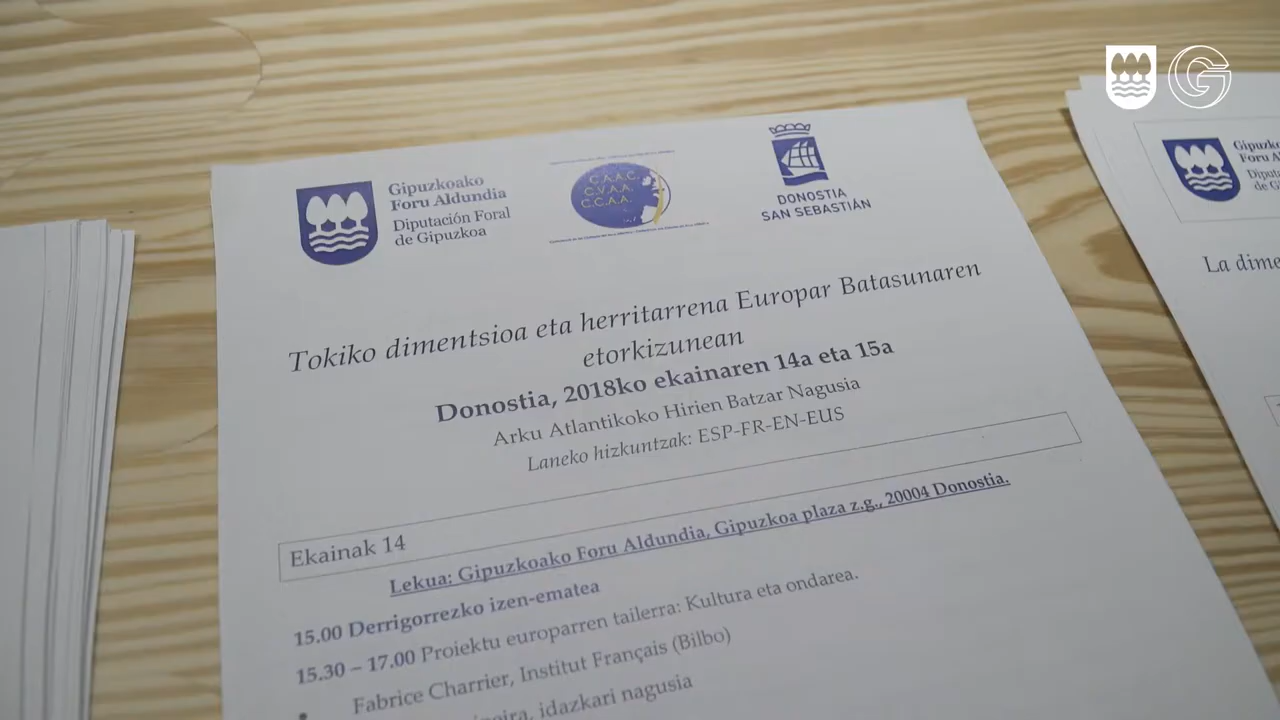 Gipuzkoako
Foru Aldundia
Diputación Foral
de Gipuzkoa
C.A.A.C.
C.V.A.A.
C.C.A.A.
DONOSTIA
SAN SEBASTIÁN
Tokiko dimentsioa eta herritarrena Europar Batasunaren
etorkizunean
Donostia, 2018ko ekainaren 14a eta 15a
Arku Atlantikoko Hirien Batzar Nagusia
Laneko hizkuntzak: ESP-FR-EN-EUS
Ekainak 14
Lekua: Gipuzkoako Foru Aldundia, Gipuzkoa plaza z.g., 20004 Donostia.
15.00 Derrigorrezko izen-ematea
15.30 – 17.00 Proiektu europarren tailerra: Kultura eta ondarea.
Fabrice Charrier, Institut Français (Bilbo)
idazkari nagusia
G
Foru Al
de G
La dime